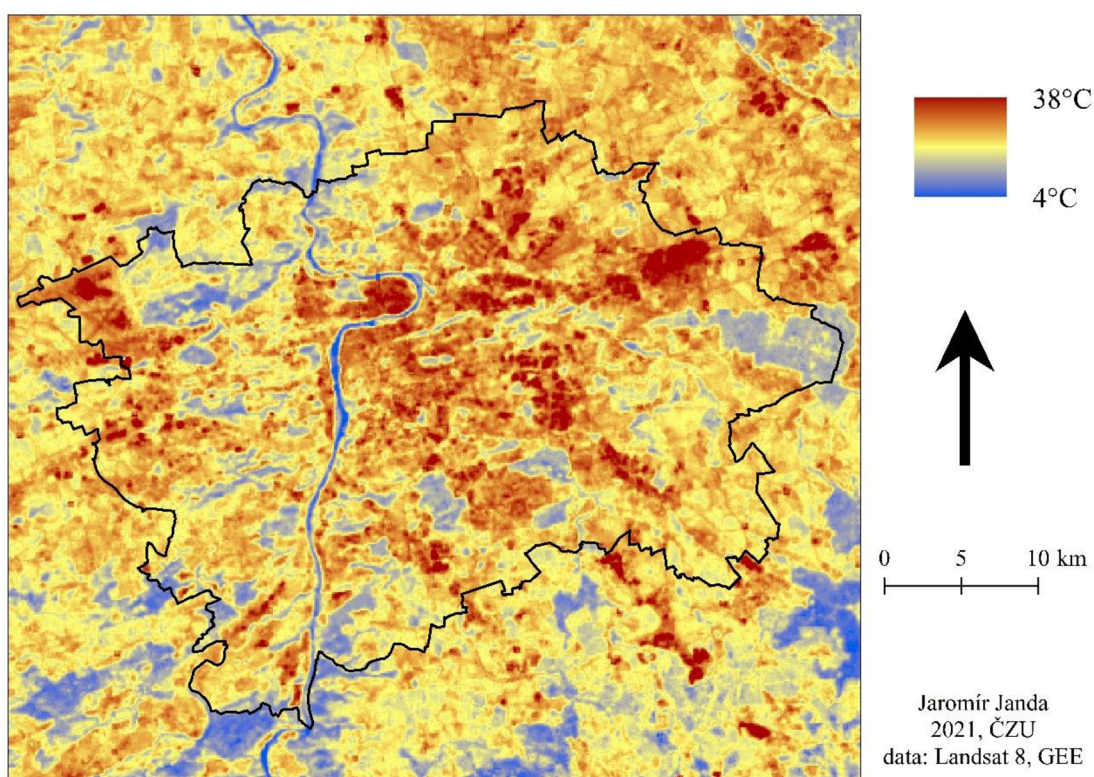 38°C
4°C
0 5 10 km
Jaromír Janda
2021, ČZU
data: Landsat 8, GEE